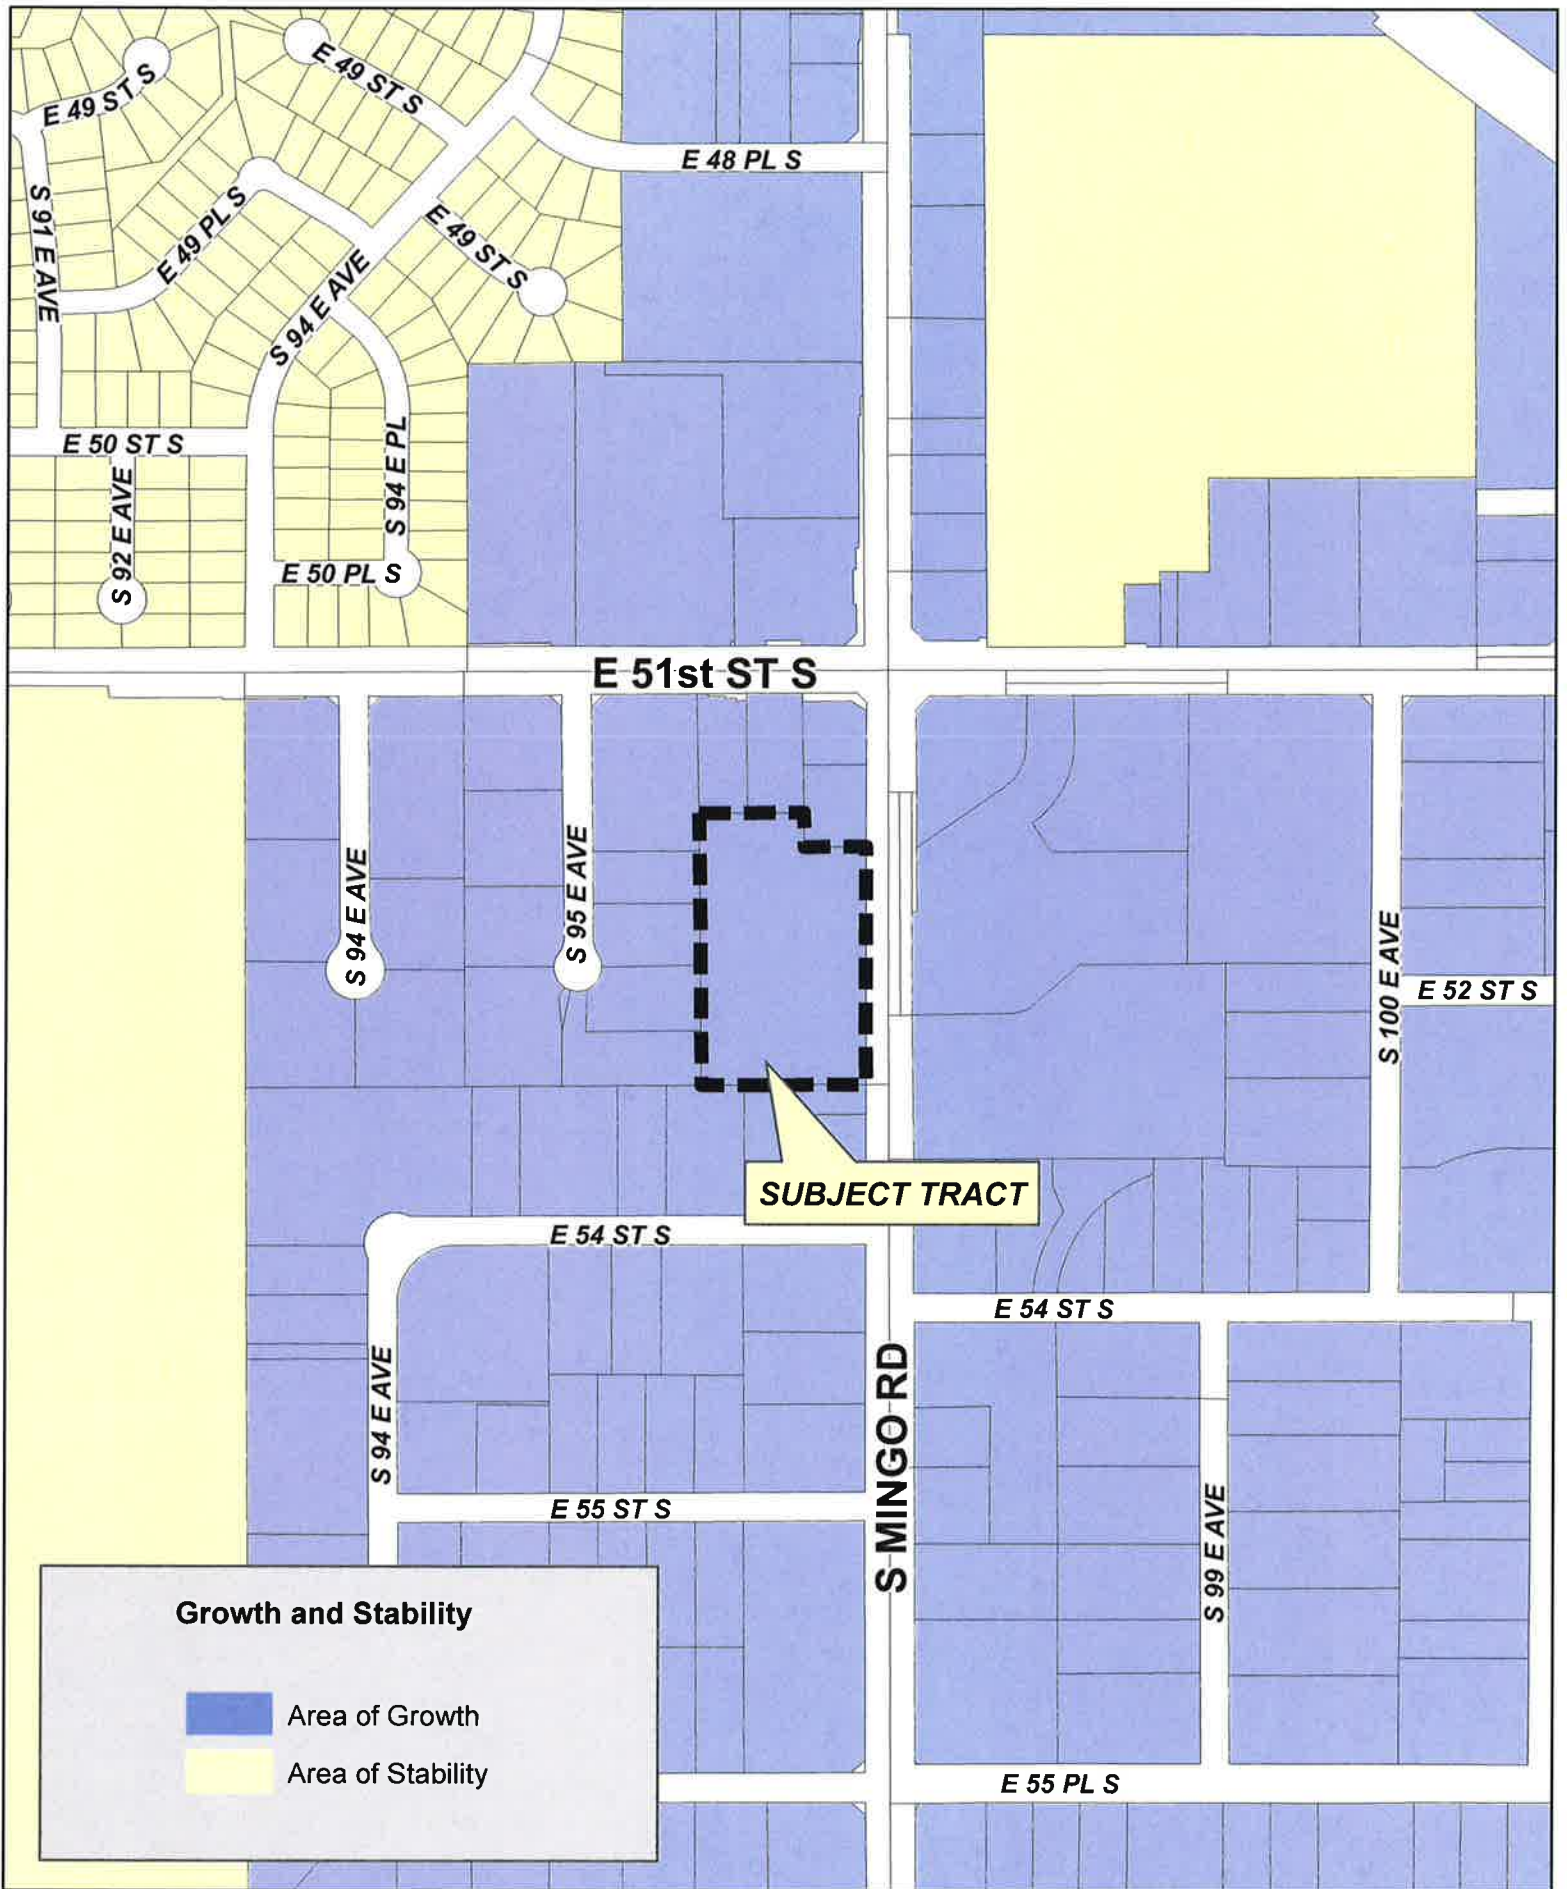 E 49 ST S
E 49 ST S
E 48 PL S
S 91 E AVE
E 49 PL S
E 49 ST S
S 94 E AVE
E 50 ST S
S 94 E PL
S 92 E AVE
E 50 PL S
E 51st ST S
S 94 E AVE
S 95 E AVE
S 100 E AVE
E 52 ST S
SUBJECT TRACT
E 54 ST S
E 54 ST S
S 94 E AVE
S MINGO RD
E 55 ST S
S 99 E AVE
Growth and Stability
Area of Growth
Area of Stability
E 55 PL S